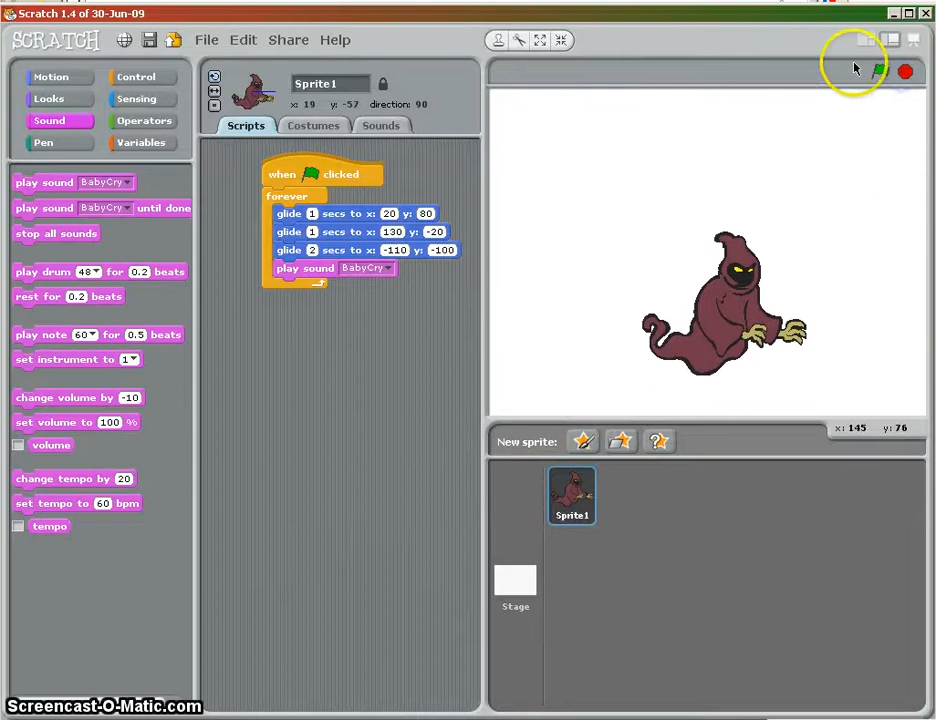 Scratch 1.4 of 30-Jun-09
SCRATCH
File Edit Share Help
Motion Control
Looks Sensing
Sound Operators
Pen Variables
play sound BabyCry
play sound BabyCry until done
stop all sounds
play drum 48 for 0.2 beats
rest for 0.2 beats
play note 60 for 0.5 beats
set instrument to 1
change volume by -10
set volume to 100 %
volume
change tempo by 20
set tempo to 60 bpm
tempo
Sprite1
x: 19 y: -57 direction: 90
Scripts Costumes Sounds
when clicked
forever
glide 1 secs to x: 20 y: 80
glide 1 secs to x: 130 y: -20
glide 2 secs to x: -110 y: -100
play sound BabyCry
x: 145 y: 76
New sprite:
Sprite1
Stage
Screencast-O-Matic.com